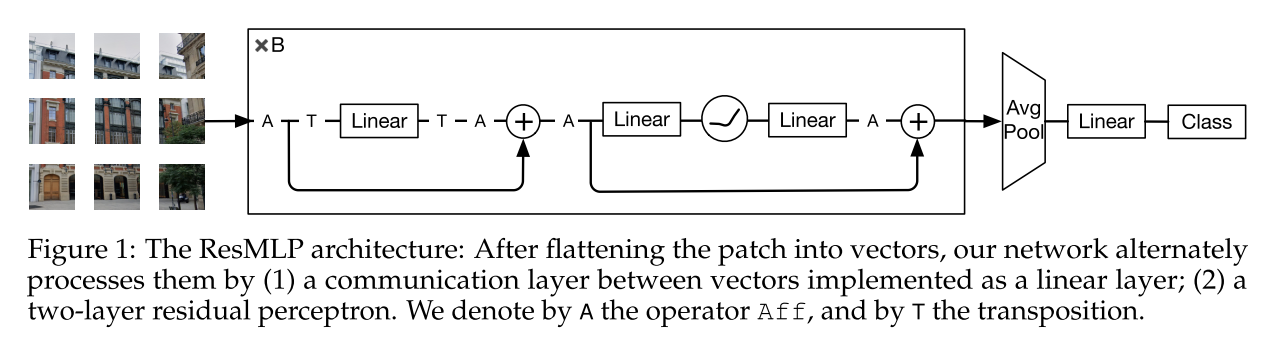 ×B
A T Linear T A + A Linear Linear A +
Avg
Pool
Linear
Class
Figure 1: The ResMLP architecture: After flattening the patch into vectors, our network alternately
processes them by (1) a communication layer between vectors implemented as a linear layer; (2) a
two-layer residual perceptron. We denote by A the operator Aff, and by T the transposition.